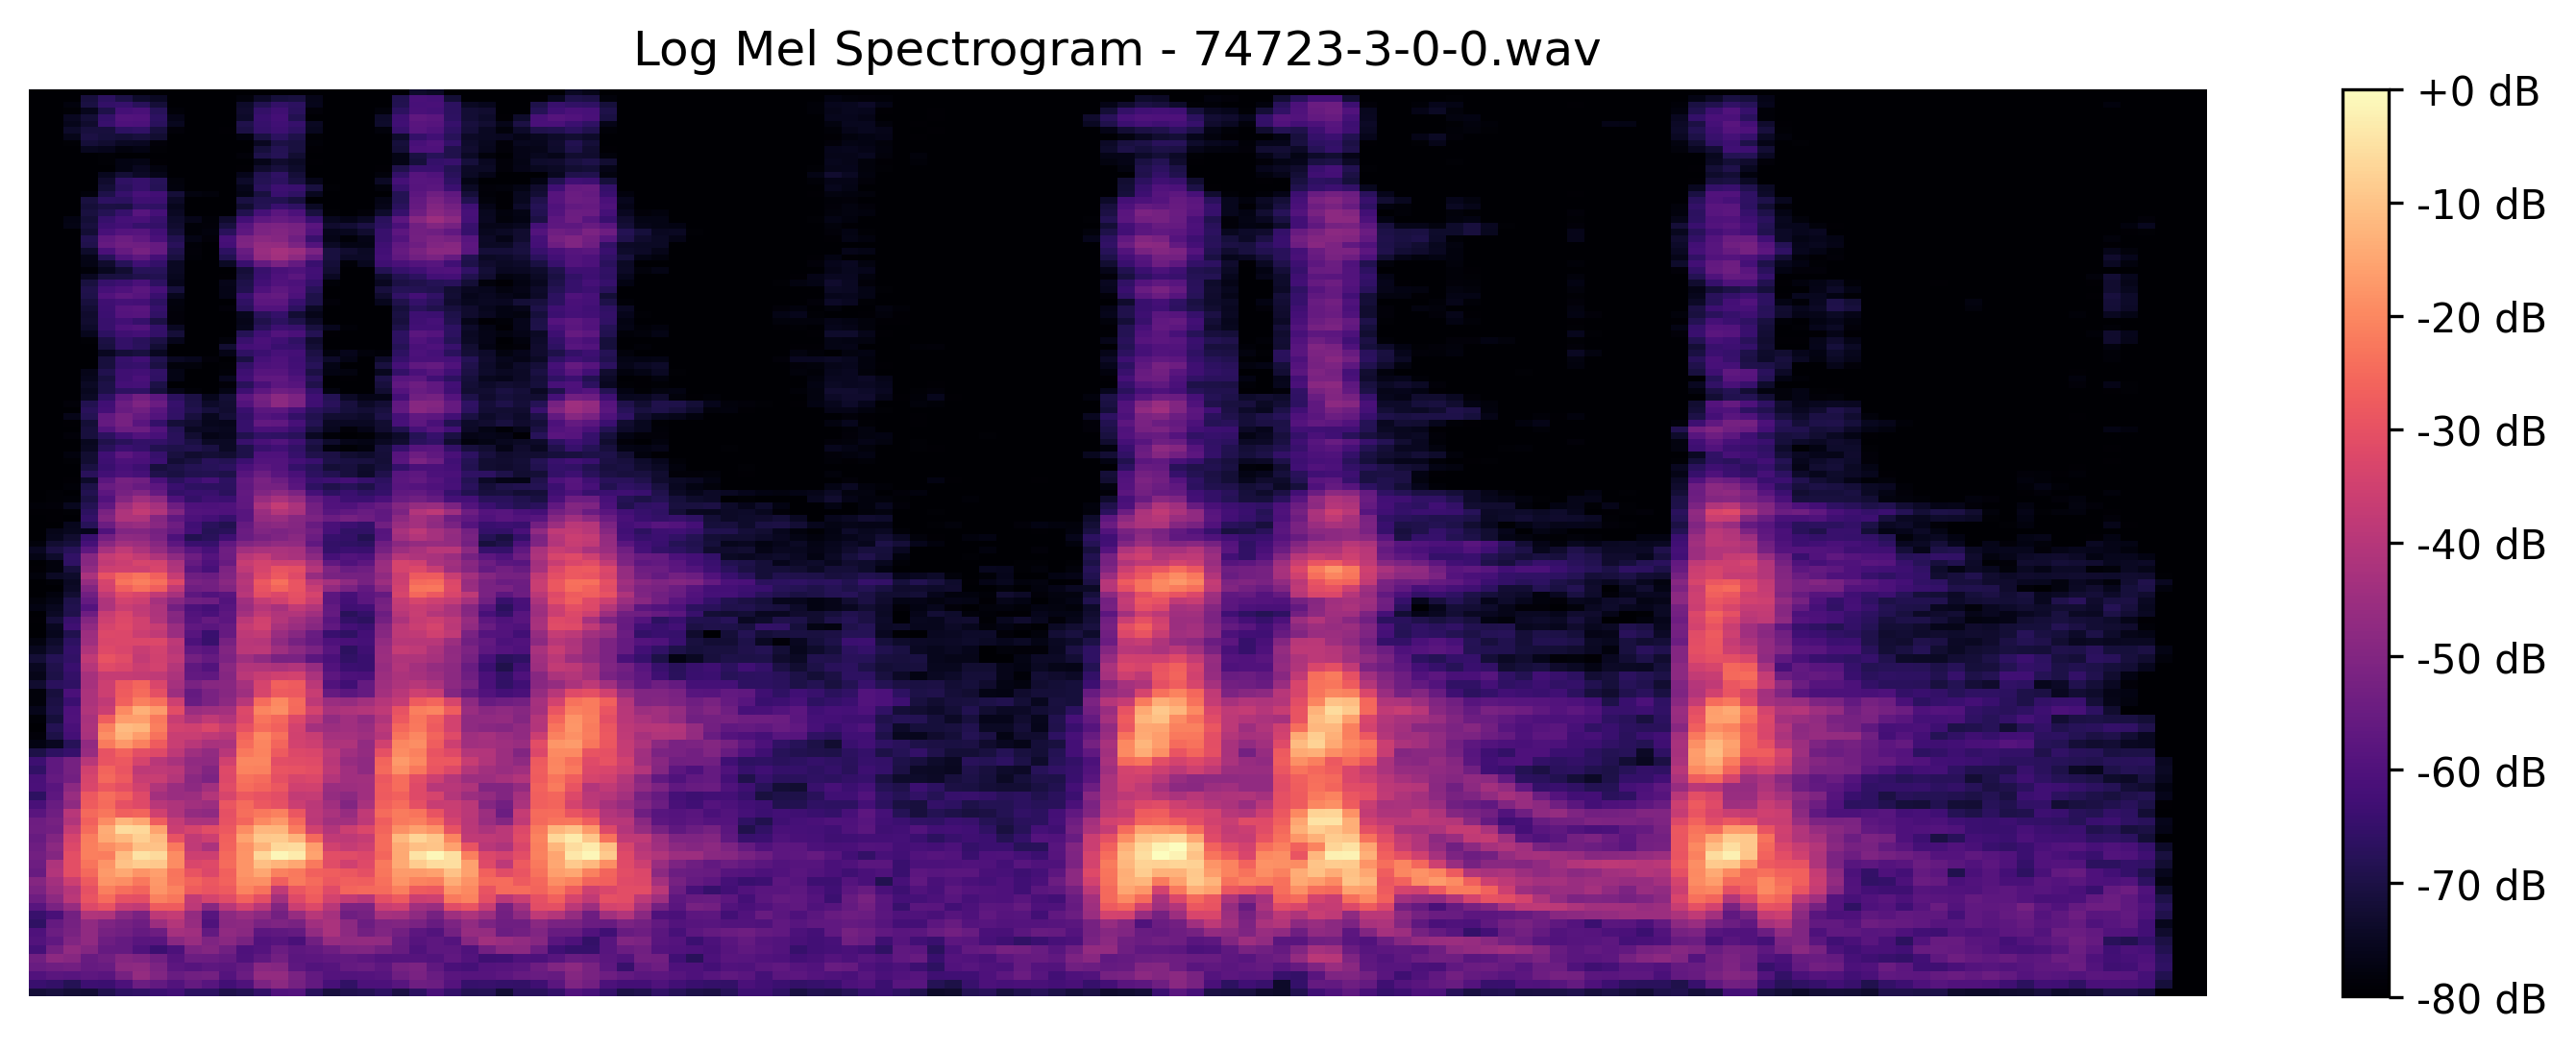 Log Mel Spectrogram - 74723-3-0-0.wav
+0 dB
-10 dB
-20 dB
-30 dB
-40 dB
-50 dB
-60 dB
-70 dB
-80 dB